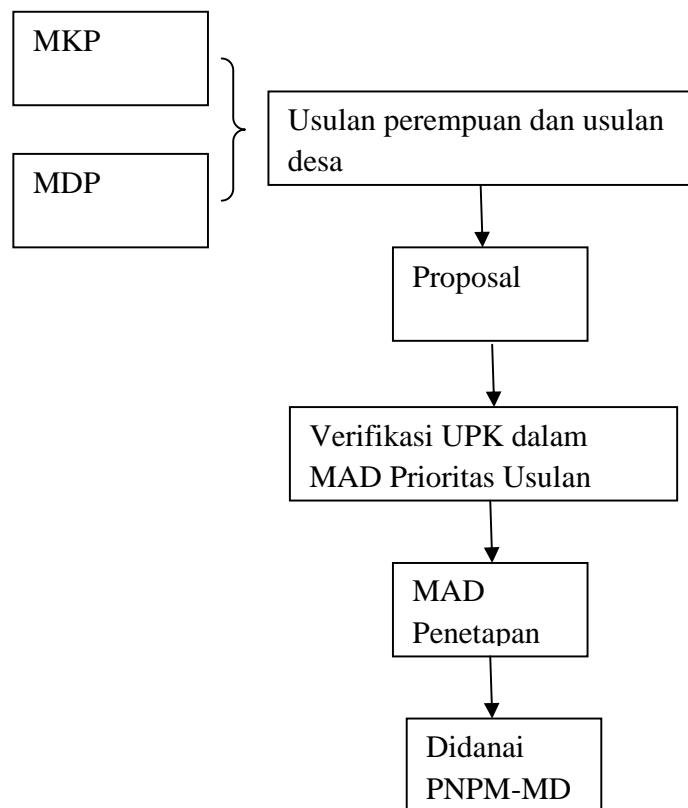 MKP
MDP
Usulan perempuan dan usulan
desa
Proposal
Verifikasi UPK dalam
MAD Prioritas Usulan
MAD
Penetapan
Didanai
PNPM-MD